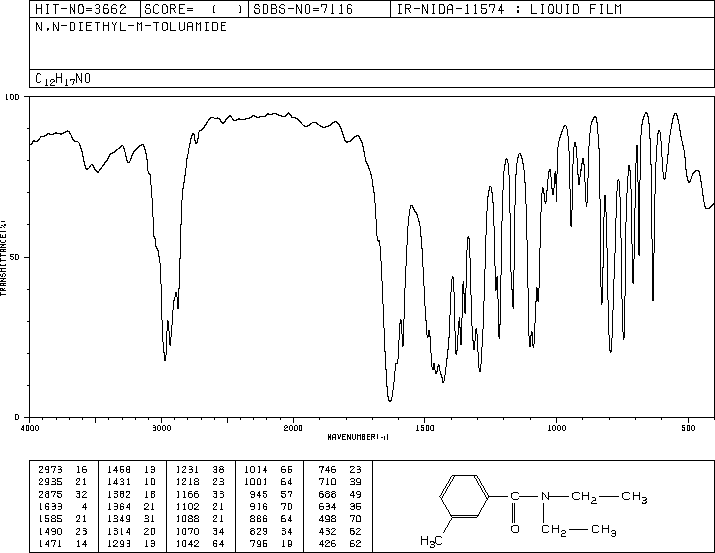 HIT-NO=3662 SCORE= ( ) SDBS-NO=7116 IR-NIDA-11574 : LIQUID FILM
N,N-DIETHYL-M-TOLUAMIDE
C12H17NO
100
50
0
TRANSMITTANCE(%)
4000 3000 2000 1500 1000 500
WAVENUMBER(-1)
2973 16 1458 13 1231 38 1014 66 746 23
2935 21 1431 10 1218 23 1001 64 710 39
2875 32 1382 18 1166 33 945 57 688 49
1633 4 1364 21 1102 21 916 70 634 35
1585 21 1349 31 1088 21 886 64 498 70
1490 23 1314 20 1070 34 829 34 432 62
1471 14 1293 13 1042 64 796 19 426 62
C N CH2 CH3
O CH2 CH3
H3C